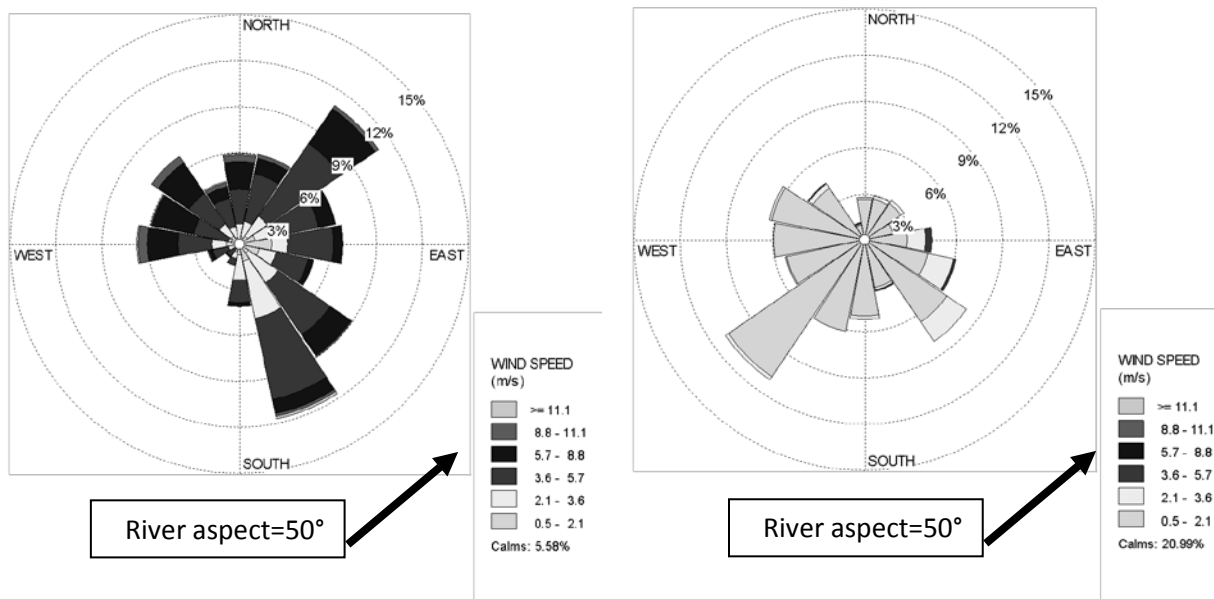 NORTH
15%
12%
9%
6%
3%
WEST
EAST
SOUTH
WIND SPEED
(m/s)
>= 11.1
8.8 - 11.1
5.7 - 8.8
3.6 - 5.7
2.1 - 3.6
0.5 - 2.1
Calms: 5.58%
River aspect=50°
NORTH
15%
12%
9%
6%
3%
WEST
EAST
SOUTH
WIND SPEED
(m/s)
>= 11.1
8.8 - 11.1
5.7 - 8.8
3.6 - 5.7
2.1 - 3.6
0.5 - 2.1
Calms: 20.99%
River aspect=50°